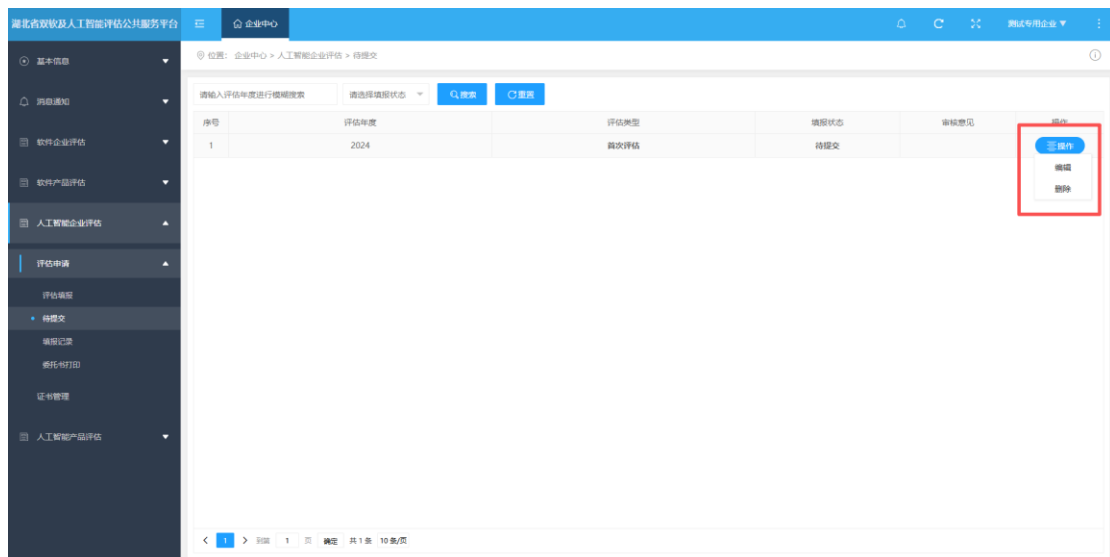 湖北省双软及人工智能评估公共服务平台
企业中心
测试专用企业
基本信息
位置： 企业中心 > 人工智能企业评估 > 待提交
消息通知
请输入评估年度进行模糊搜索 请选择填报状态 搜索 重置
序号 评估年度 评估类型 填报状态 审核意见 操作
软件企业评估
1 2024 首次评估 待提交 操作
编辑
删除
软件产品评估
人工智能企业评估
评估申请
评估填报
待提交
填报记录
委托书打印
证书管理
人工智能产品评估
1 到第 1 页 确定 共 1 条 10 条/页